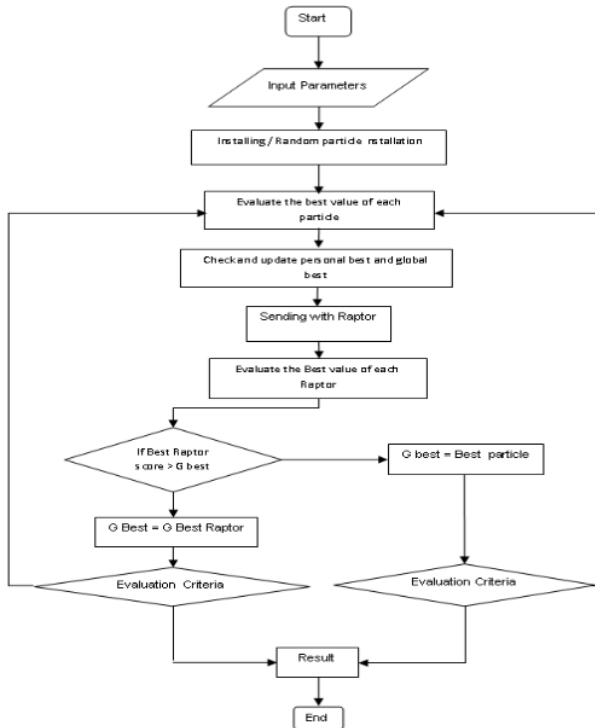 Start
Input Parameters
Installing / Random particle nstallation
Evaluate the best value of each
particle
Check and update personal best and global
best
Sending with Raptor
Evaluate the Best value of each
Raptor
If Best Raptor
score > G best
G best = Best particle
G Best = G Best Raptor
Evaluation Criteria
Evaluation Criteria
Result
End